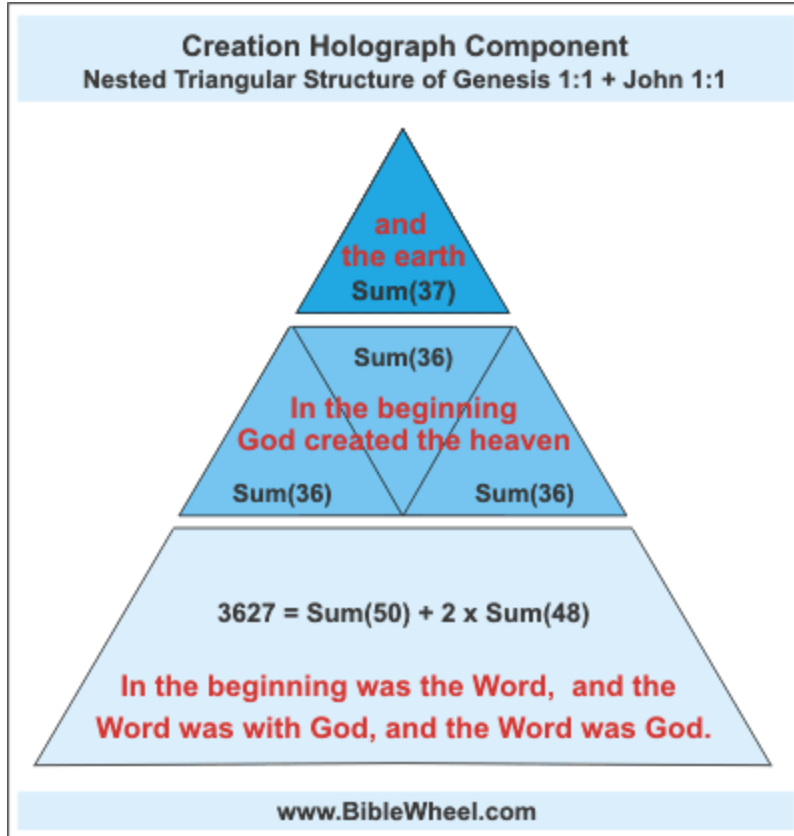 Creation Holograph Component
Nested Triangular Structure of Genesis 1:1 + John 1:1
and
the earth
Sum(37)
Sum(36)
In the beginning
God created the heaven
Sum(36) Sum(36)
3627 = Sum(50) + 2 x Sum(48)
In the beginning was the Word, and the
Word was with God, and the Word was God.
www.BibleWheel.com